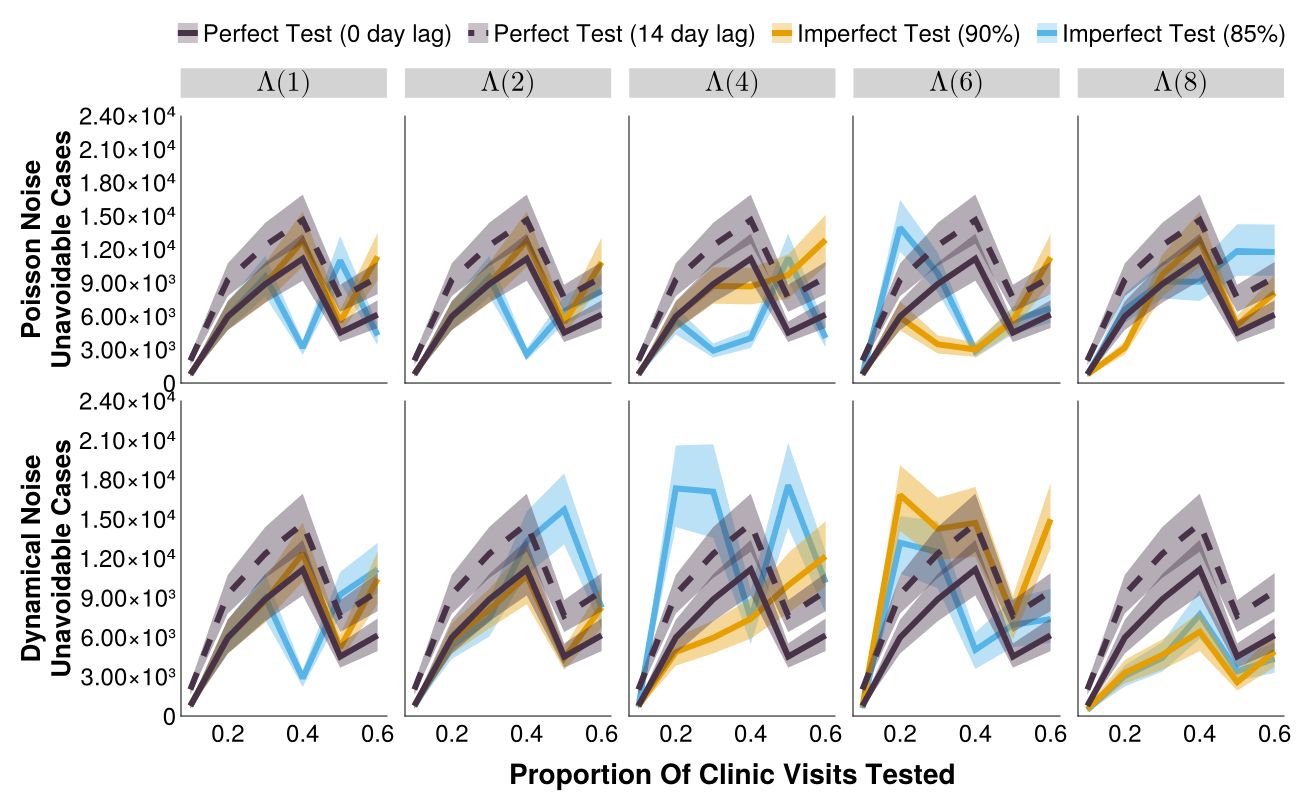 Perfect Test (0 day lag) Perfect Test (14 day lag) Imperfect Test (90%) Imperfect Test (85%)
Λ(1) Λ(2) Λ(4) Λ(6) Λ(8)
Poisson Noise
Unavoidable Cases
2.40×10⁴
2.10×10⁴
1.80×10⁴
1.50×10⁴
1.20×10⁴
9.00×10³
6.00×10³
3.00×10³
0
Dynamical Noise
Unavoidable Cases
2.40×10⁴
2.10×10⁴
1.80×10⁴
1.50×10⁴
1.20×10⁴
9.00×10³
6.00×10³
3.00×10³
0
0.2 0.4 0.6 0.2 0.4 0.6 0.2 0.4 0.6 0.2 0.4 0.6 0.2 0.4 0.6
Proportion Of Clinic Visits Tested